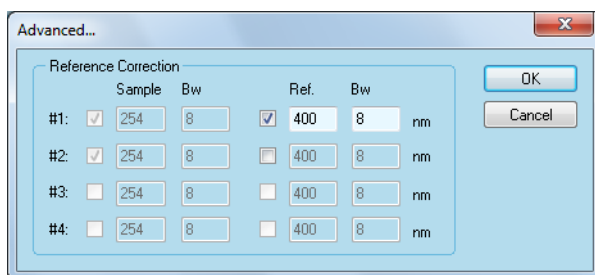 Advanced...
Reference Correction
Sample Bw Ref. Bw
#1: 254 8 400 8 nm
#2: 254 8 400 8 nm
#3: 254 8 400 8 nm
#4: 254 8 400 8 nm
OK
Cancel